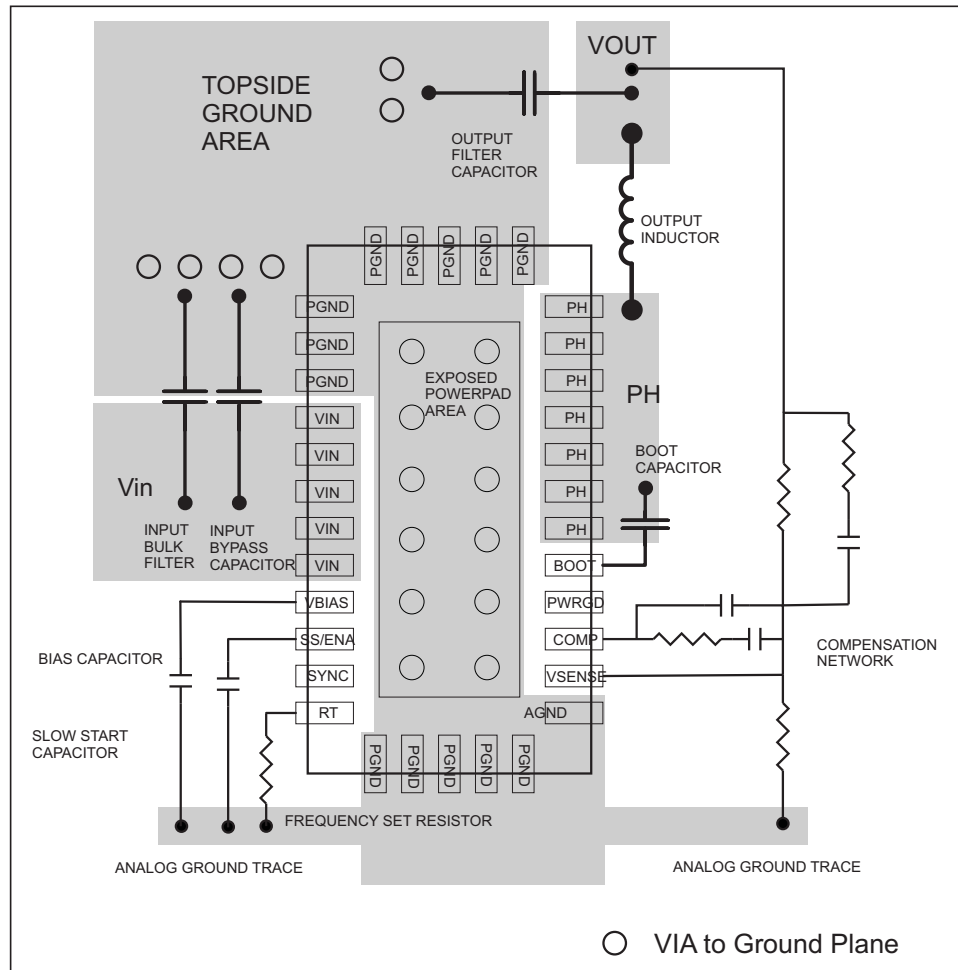 TOPSIDE
GROUND
AREA
VOUT
OUTPUT
FILTER
CAPACITOR
OUTPUT
INDUCTOR
PGND
PGND
PGND
PGND
PGND
PGND
PGND
PGND
VIN
VIN
VIN
VIN
VIN
VBIAS
SS/ENA
SYNC
RT
EXPOSED
POWERPAD
AREA
PH
PH
PH
PH
PH
PH
PH
BOOT
PWRGD
COMP
VSENSE
AGND
PGND
PGND
PGND
PGND
PGND
PH
BOOT
CAPACITOR
Vin
INPUT
BULK
FILTER
INPUT
BYPASS
CAPACITOR
BIAS CAPACITOR
SLOW START
CAPACITOR
COMPENSATION
NETWORK
FREQUENCY SET RESISTOR
ANALOG GROUND TRACE
ANALOG GROUND TRACE
VIA to Ground Plane